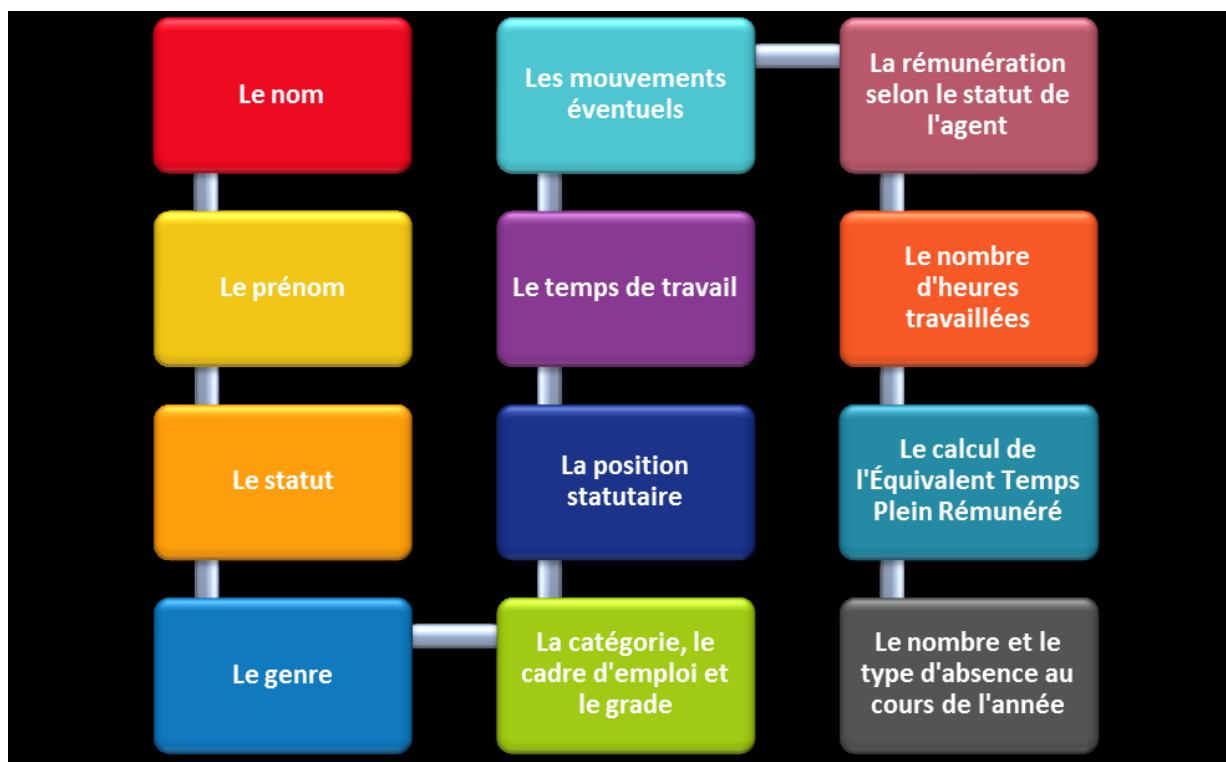 Le nom
Le prénom
Le statut
Le genre
La catégorie, le
cadre d'emploi et
le grade
La position
statutaire
Le temps de travail
Les mouvements
éventuels
La rémunération
selon le statut de
l'agent
Le nombre
d'heures
travaillées
Le calcul de
l'Équivalent Temps
Plein Rémunéré
Le nombre et le
type d'absence au
cours de l'année